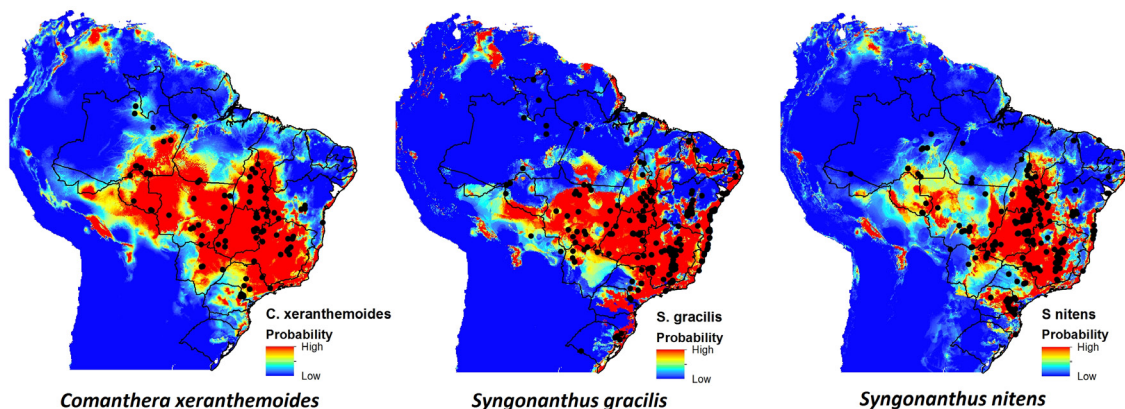 C. xeranthemoides
Probability
High
Low
Comanthera xeranthemoides
S. gracilis
Probability
High
Low
Syngonanthus gracilis
S nitens
Probability
High
Low
Syngonanthus nitens